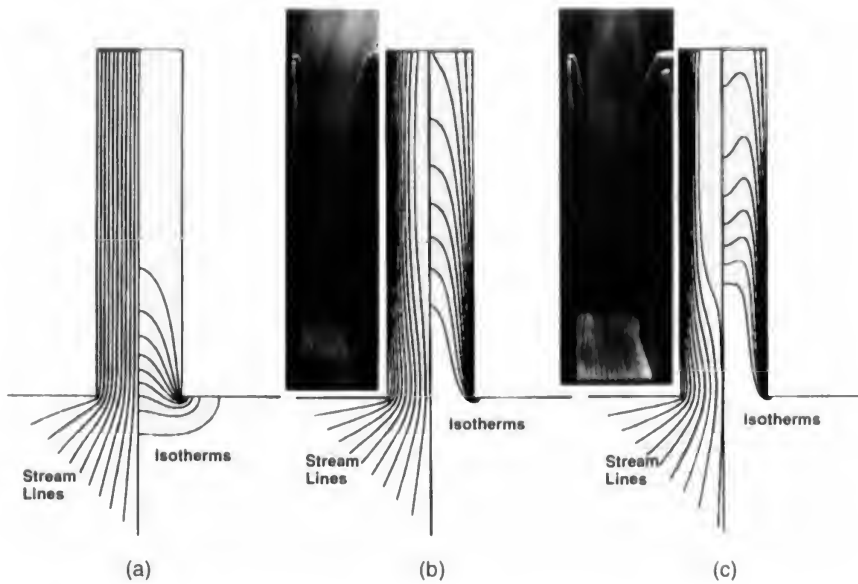 Isotherms
Stream
Lines
(a)
Isotherms
Stream
Lines
(b)
Isotherms
Stream
Lines
(c)